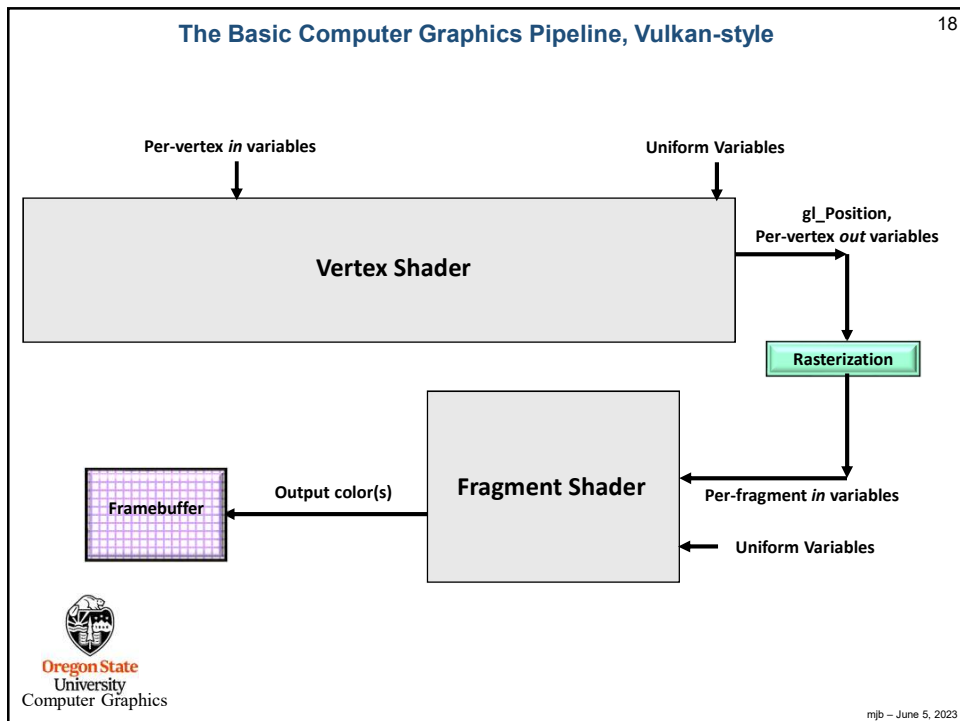 The Basic Computer Graphics Pipeline, Vulkan-style
18
Per-vertex in variables
Uniform Variables
gl_Position,
Per-vertex out variables
Vertex Shader
Rasterization
Fragment Shader
Per-fragment in variables
Output color(s)
Framebuffer
Uniform Variables
Oregon State
University
Computer Graphics
mjb – June 5, 2023